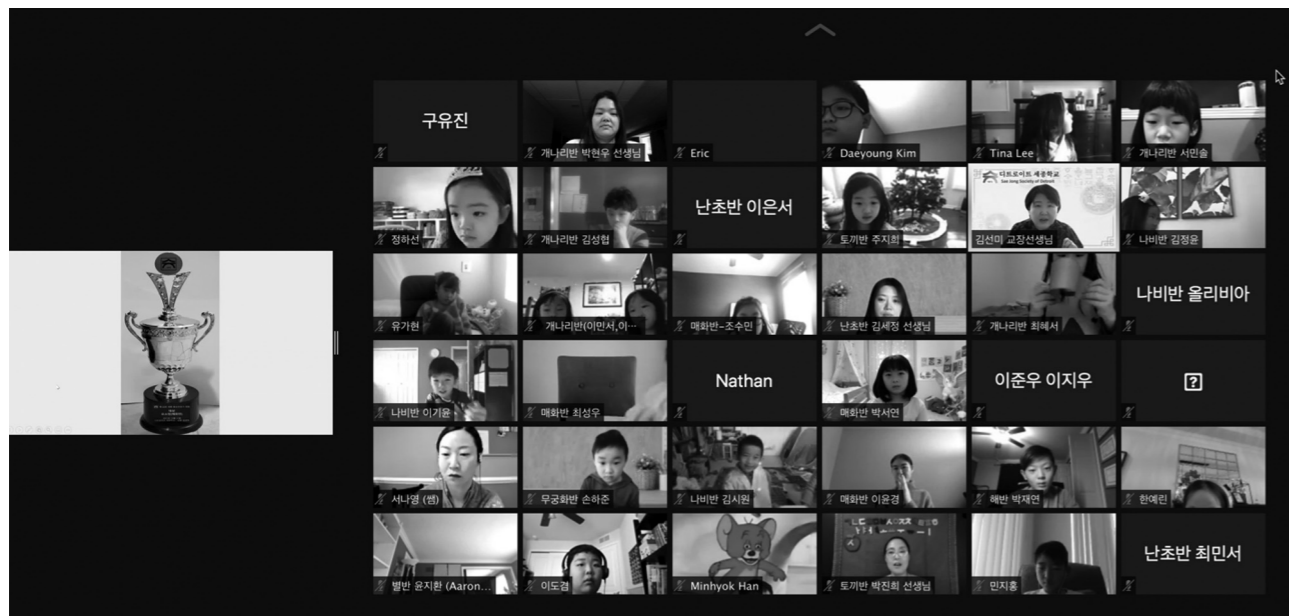 구유진
개나리반 박현우 선생님
Eric
Daeyoung Kim
Tina Lee
개나리반 서민솔
정하선
개나리반 김성협
난초반 이은서
토끼반 주지희
디트로이트 세종학교
Sae Jong Society of Detroit
김선미 교장선생님
나비반 김정윤
유가현
개나리반(이민서,이…
매화반-조수민
난초반 김세정 선생님
개나리반 최혜서
나비반 올리비아
나비반 이기윤
매화반 최성우
Nathan
매화반 박서연
이준우 이지우
?
서나영 (쌤)
무궁화반 손하준
나비반 김시원
매화반 이윤경
해반 박재연
한예린
별반 윤지환 (Aaron...
이도겸
Minhyok Han
토끼반 박진희 선생님
민지홍
난초반 최민서